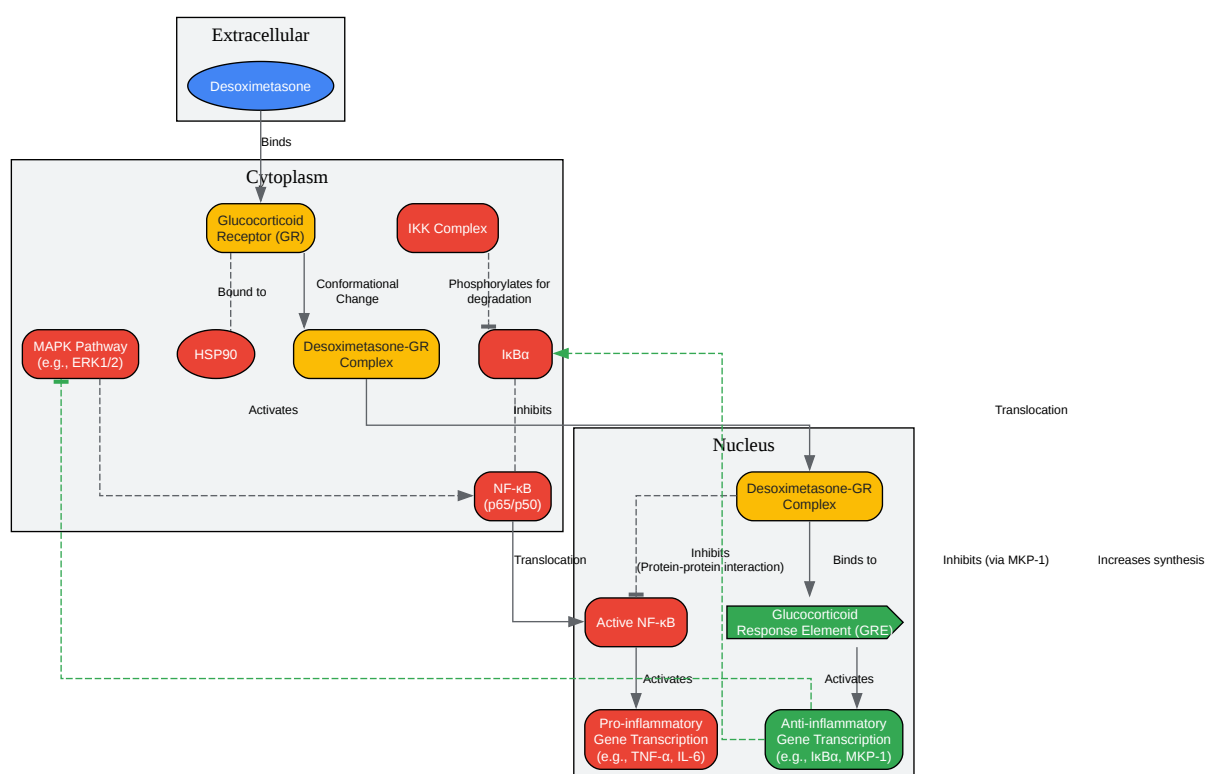 Extracellular
Desoximetasone
Binds
Cytoplasm
Glucocorticoid
Receptor (GR)
IKK Complex
Bound to
Conformational
Change
Phosphorylates for
degradation
MAPK Pathway
(e.g., ERK1/2)
HSP90
Desoximetasone-GR
Complex
IκBα
Activates
Inhibits
Translocation
Nucleus
NF-κB
(p65/p50)
Desoximetasone-GR
Complex
Translocation
Inhibits
(Protein-protein interaction)
Binds to
Inhibits (via MKP-1)
Increases synthesis
Active NF-κB
Glucocorticoid
Response Element (GRE)
Activates
Activates
Pro-inflammatory
Gene Transcription
(e.g., TNF-α, IL-6)
Anti-inflammatory
Gene Transcription
(e.g., IκBα, MKP-1)